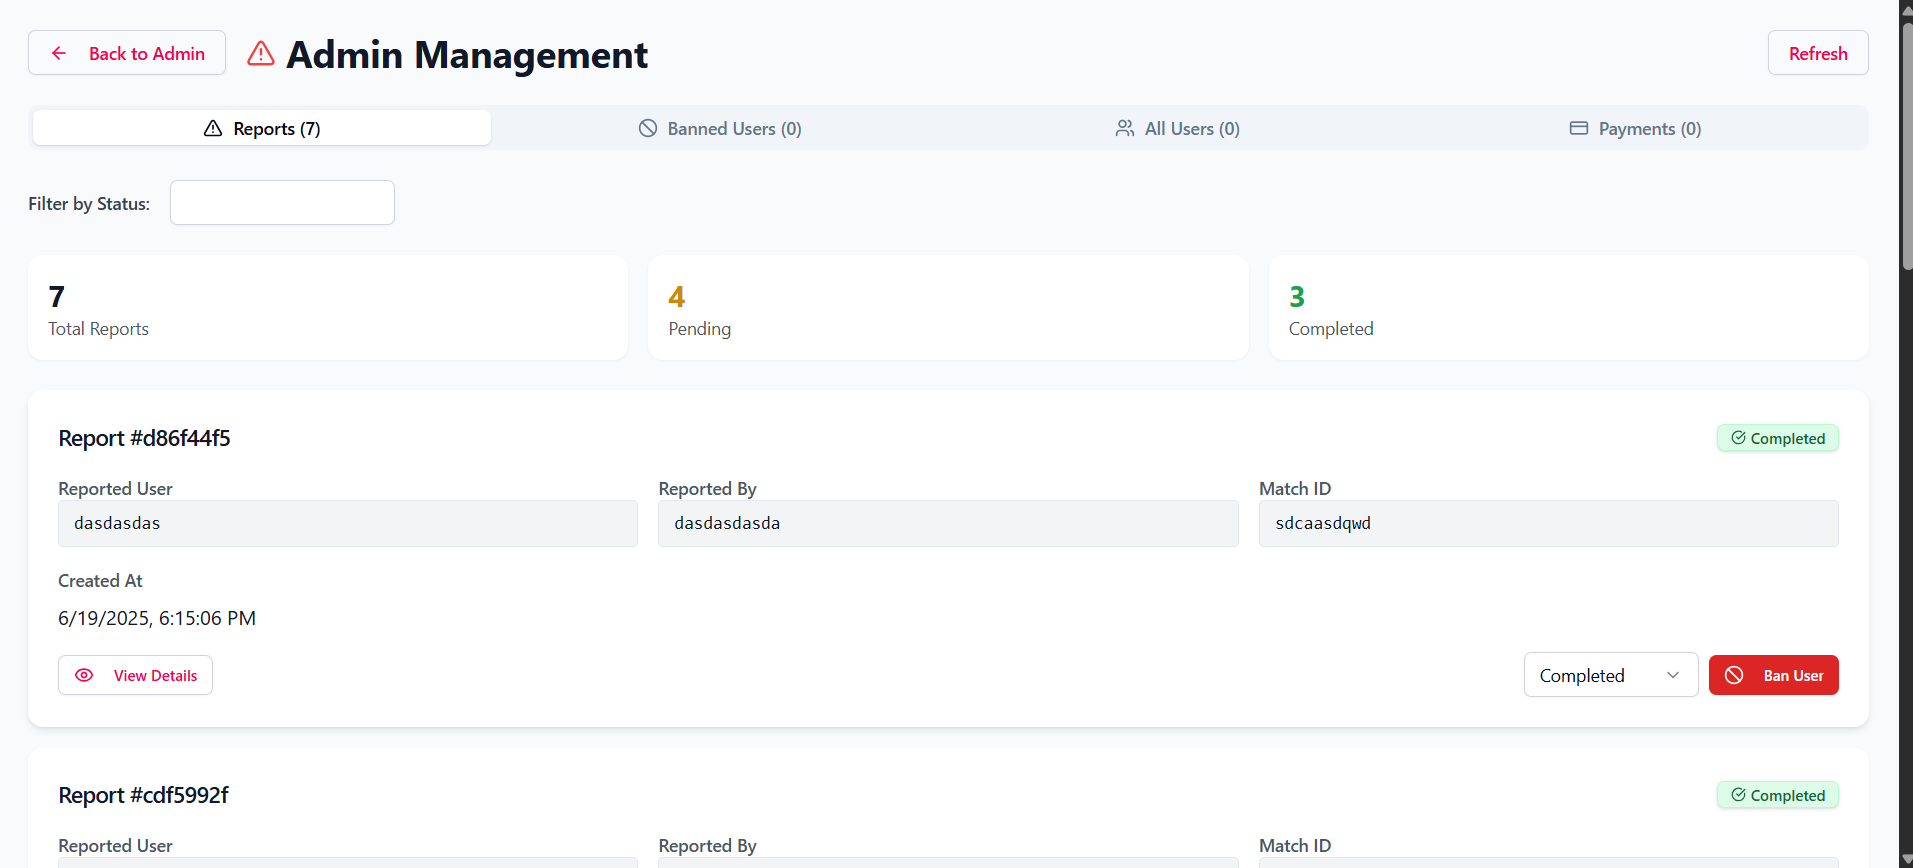 Back to Admin
Admin Management
Refresh
Reports (7)
Banned Users (0)
All Users (0)
Payments (0)
Filter by Status:
7
Total Reports
4
Pending
3
Completed
Report #d86f44f5
Completed
Reported User
Reported By
Match ID
dasdasdas
dasdasdasda
sdcaasdqwd
Created At
6/19/2025, 6:15:06 PM
View Details
Completed
Ban User
Report #cdf5992f
Completed
Reported User
Reported By
Match ID